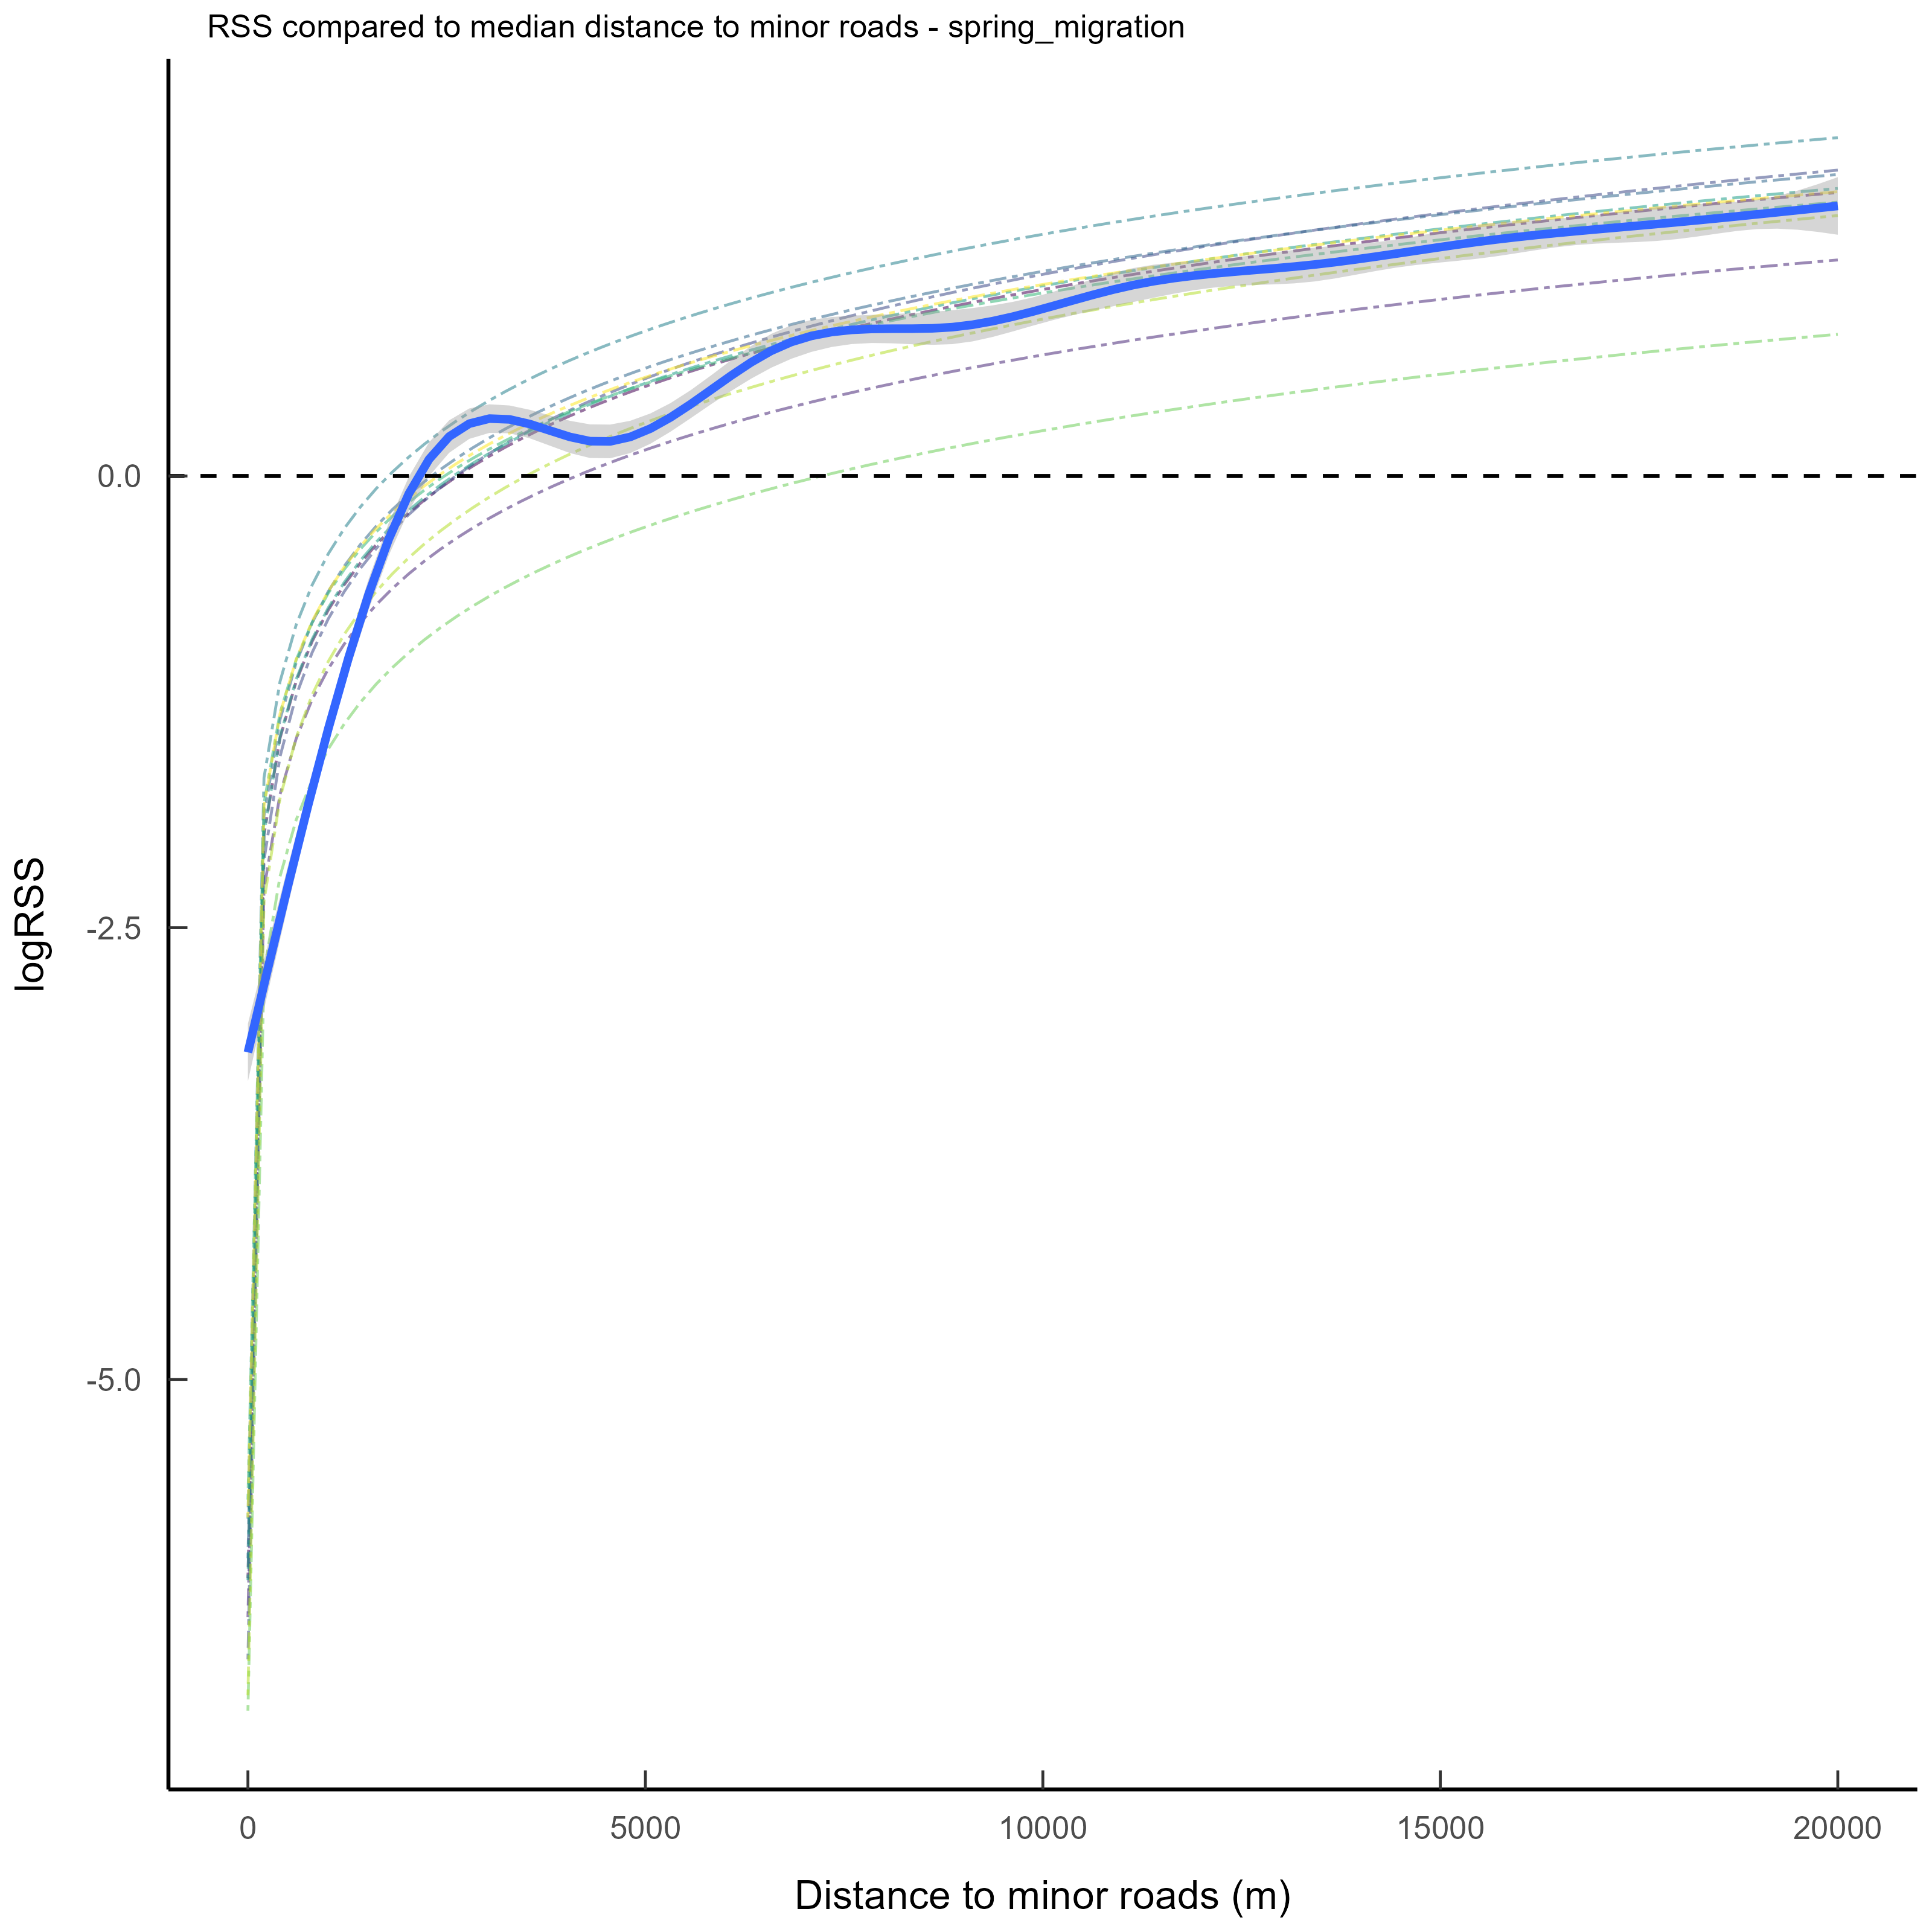 RSS compared to median distance to minor roads - spring_migration
logRSS
0.0
-2.5
-5.0
0
5000
10000
15000
20000
Distance to minor roads (m)